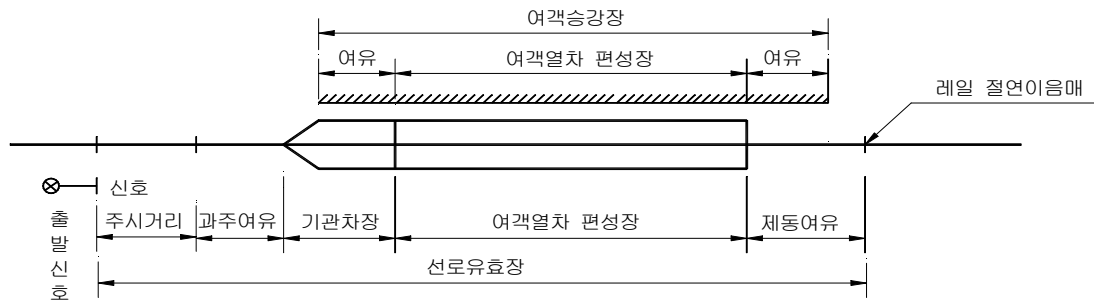 여객승강장
여유 여객열차 편성장 여유
레일 절연이음매
신호
출발신호
주시거리 과주여유 기관차장 여객열차 편성장 제동여유
선로유효장